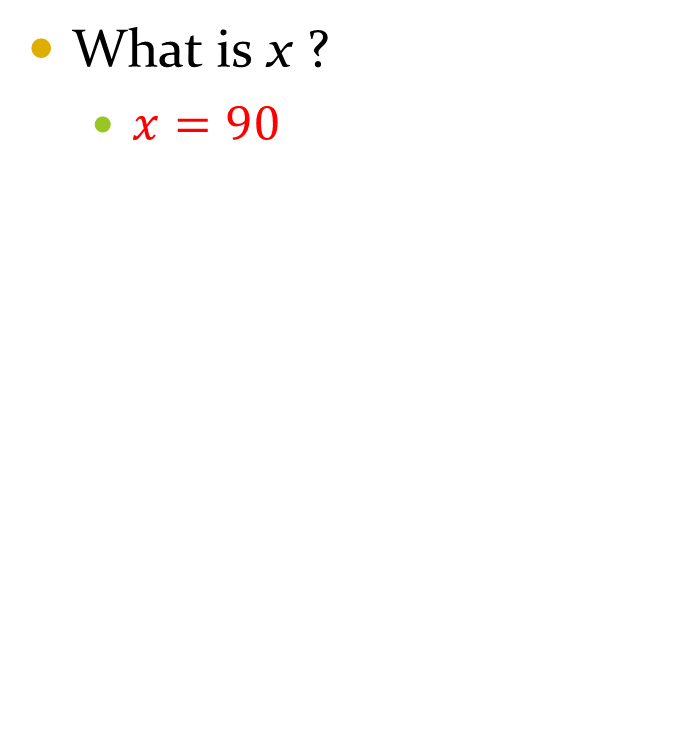 • What is x ?
• x = 90